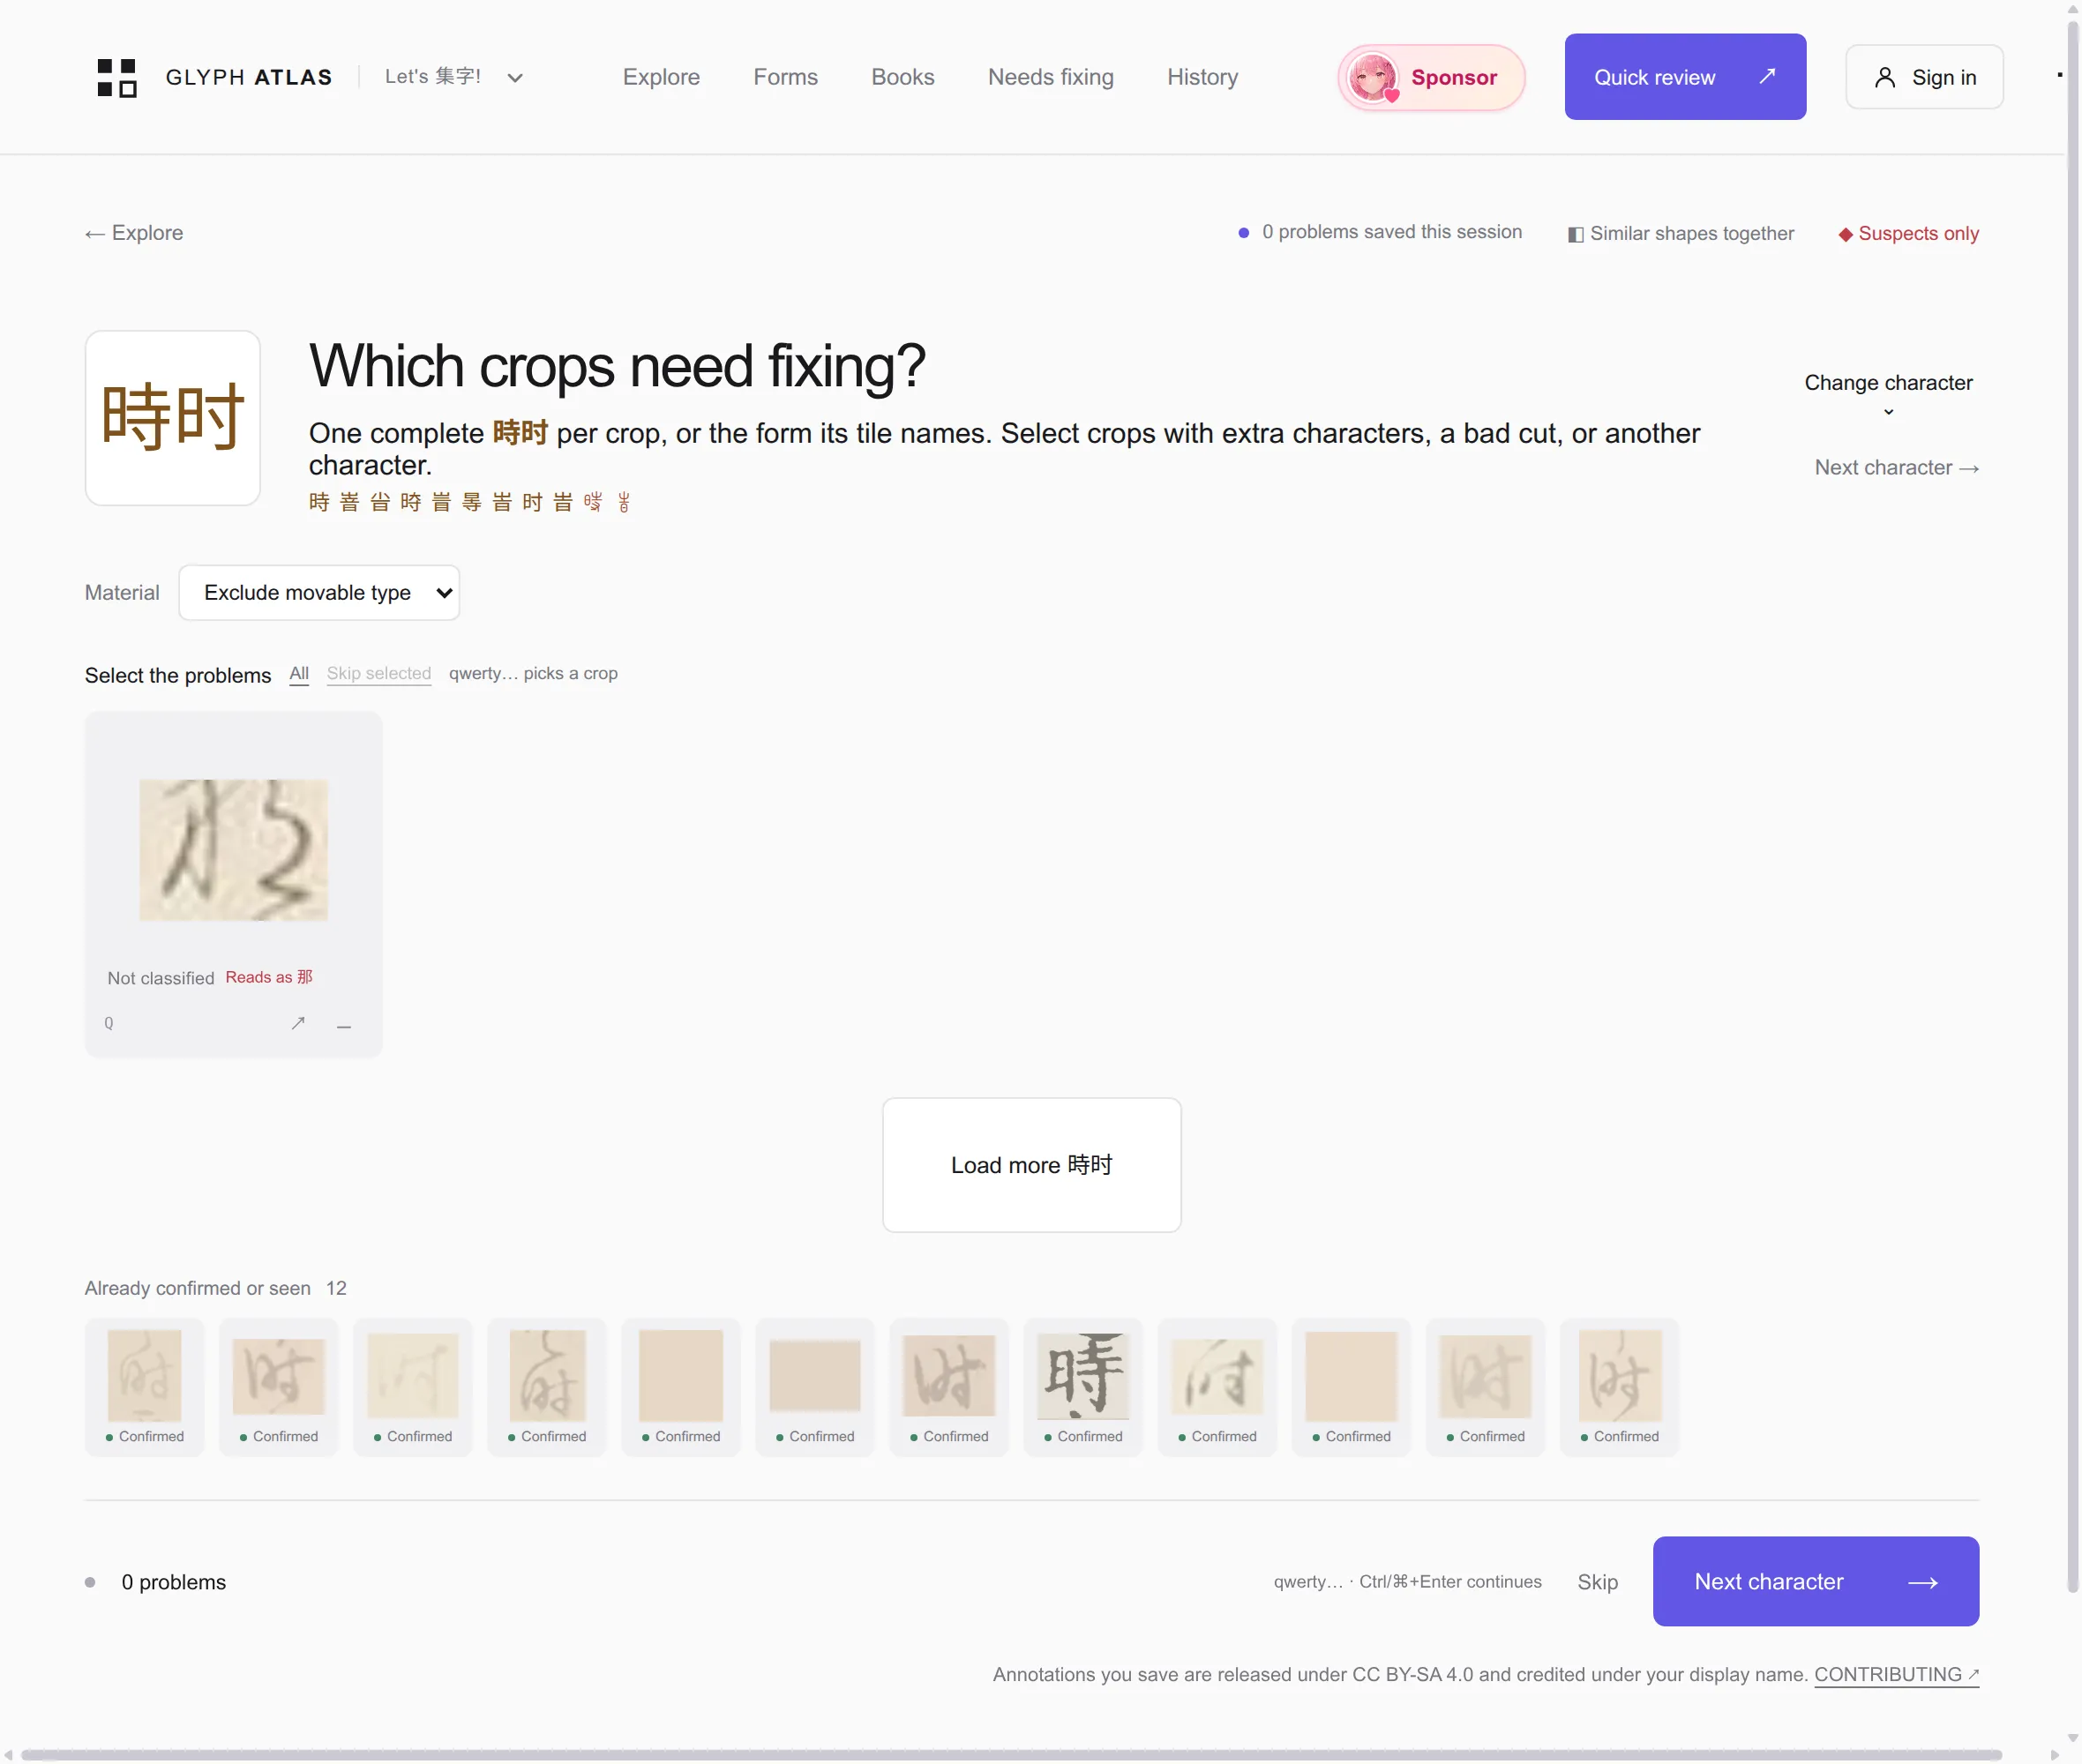 GLYPH ATLAS Let's 集字! Explore Forms Books Needs fixing History Sponsor Quick review ↗ Sign in
← Explore 0 problems saved this session Similar shapes together Suspects only
時时
Which crops need fixing?
One complete 時时 per crop, or the form its tile names. Select crops with extra characters, a bad cut, or another
character.
Change character
Next character →
Material Exclude movable type
Select the problems All Skip selected qwerty… picks a crop
Not classified Reads as 那
Q ↗ –
Load more 時时
Already confirmed or seen 12
時
Confirmed Confirmed Confirmed Confirmed Confirmed Confirmed Confirmed Confirmed Confirmed Confirmed Confirmed Confirmed
0 problems qwerty… · Ctrl/⌘+Enter continues Skip Next character →
Annotations you save are released under CC BY-SA 4.0 and credited under your display name. CONTRIBUTING ↗